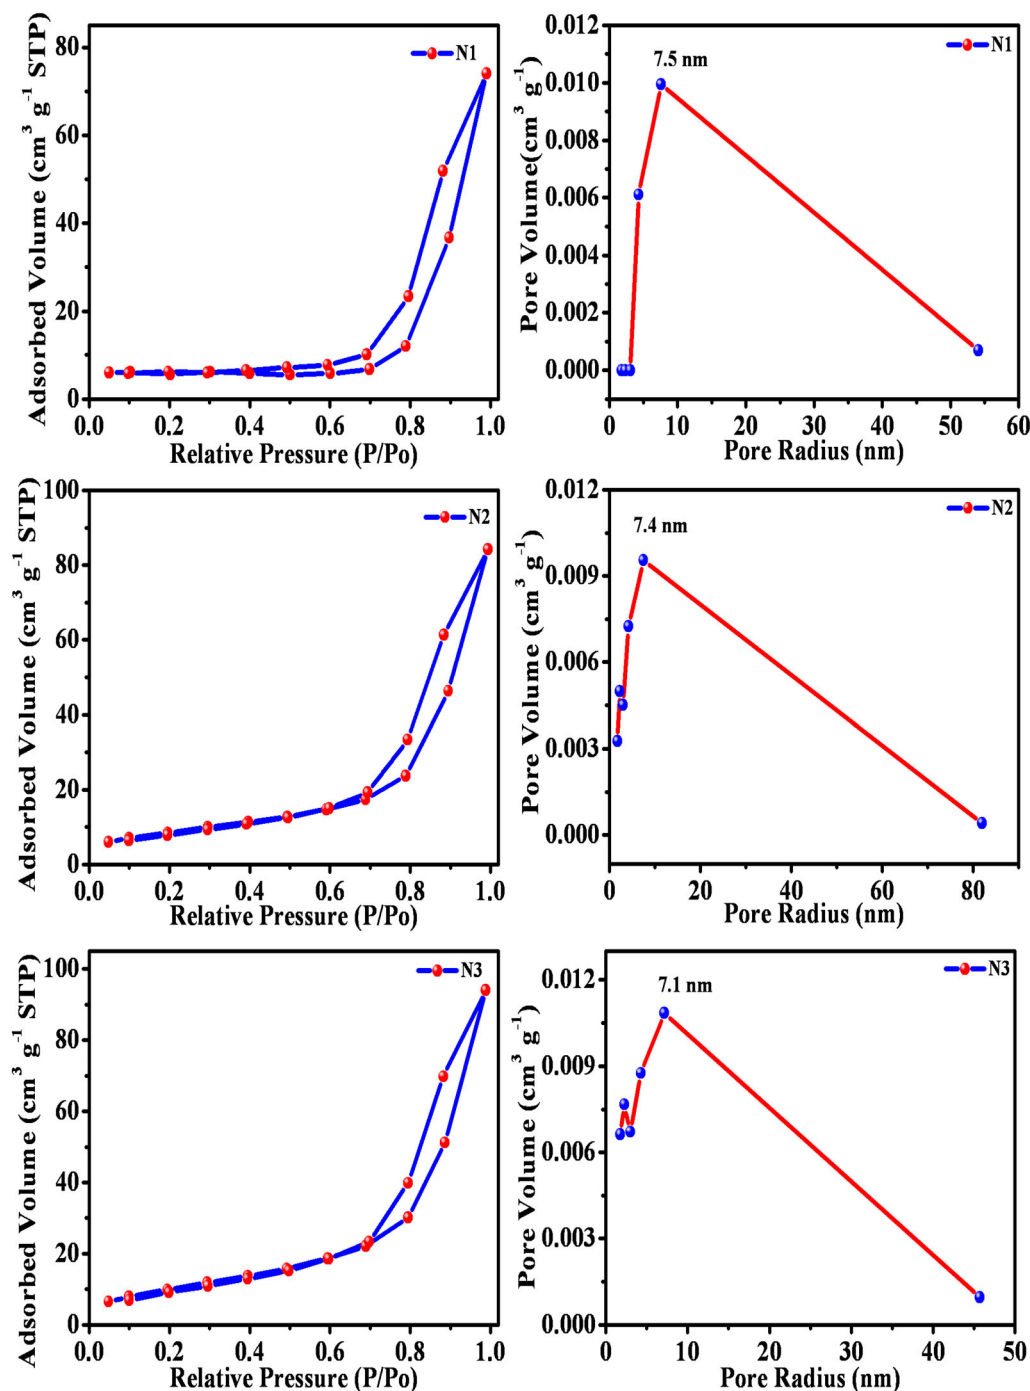 Adsorbed Volume (cm³ g⁻¹ STP)
80
60
40
20
0
0.0 0.2 0.4 0.6 0.8 1.0
Relative Pressure (P/Po)
N1
Pore Volume(cm³ g⁻¹)
0.012
0.010
0.008
0.006
0.004
0.002
0.000
0 10 20 30 40 50 60
Pore Radius (nm)
7.5 nm
N1
Adsorbed Volume (cm³ g⁻¹ STP)
100
80
60
40
20
0
0.0 0.2 0.4 0.6 0.8 1.0
Relative Pressure (P/Po)
N2
Pore Volume (cm³ g⁻¹)
0.012
0.009
0.006
0.003
0.000
0 20 40 60 80
Pore Radius (nm)
7.4 nm
N2
Adsorbed Volume (cm³ g⁻¹ STP)
100
80
60
40
20
0
0.0 0.2 0.4 0.6 0.8 1.0
Relative Pressure (P/Po)
N3
Pore Volume (cm³ g⁻¹)
0.012
0.009
0.006
0.003
0.000
0 10 20 30 40 50
Pore Radius (nm)
7.1 nm
N3